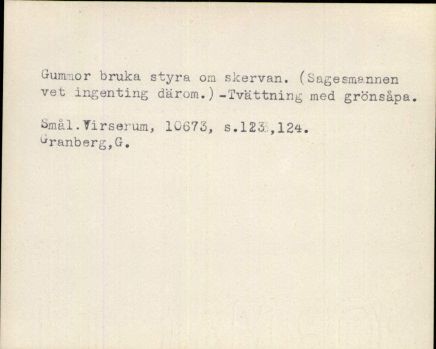 Gummor bruka styra om skervan. (Sagesmannen
vet ingenting därom.) -Tvättning med grönsåpa.
Smål. Virserum, 10673, s.123,124.
Granberg,G.